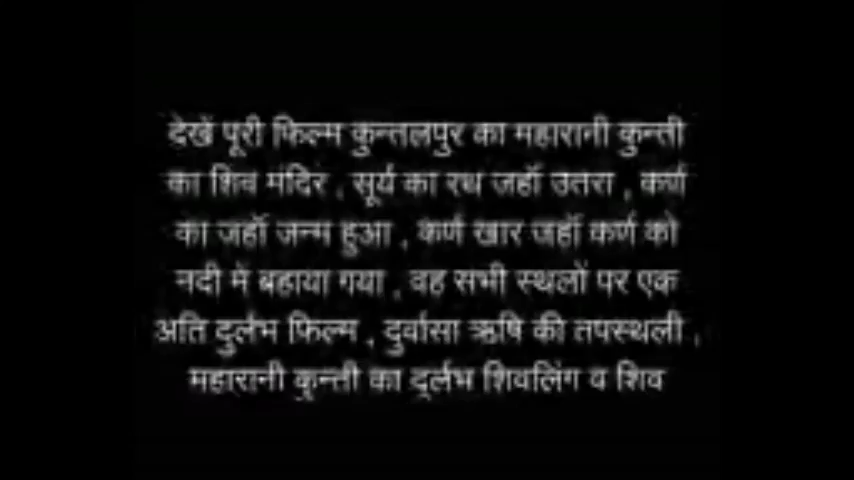 देखें पूरी फिल्म कुन्तलपुर का महारानी कुन्ती
का शिव मंदिर , सूर्य का रथ जहॉ उतरा , कर्ण
का जहॉ जन्म हुआ , कर्ण खार जहॉ कर्ण को
नदी में बहाया गया , वह सभी स्थलों पर एक
अति दुर्लभ फिल्म , दुर्वासा ऋषि की तपस्थली ,
महारानी कुन्ती का दुर्लभ शिवलिंग व शिव